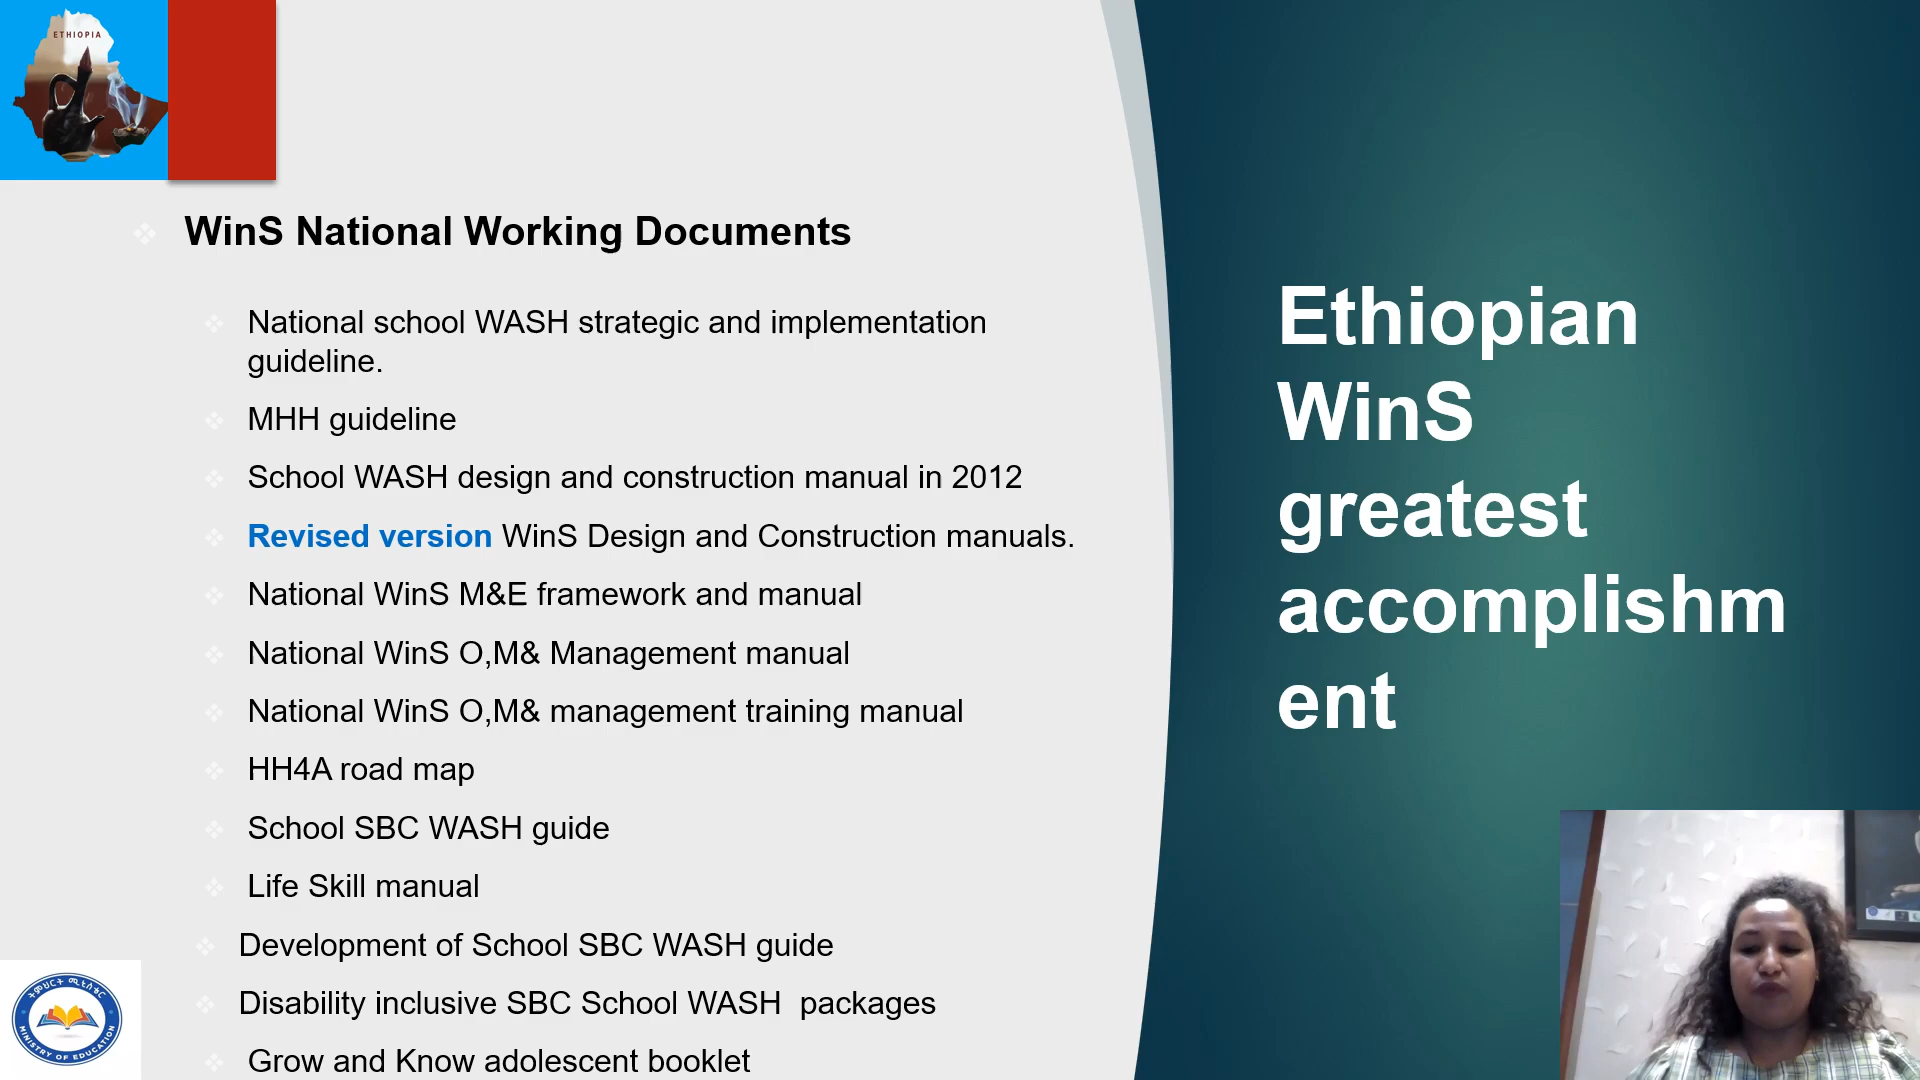 ETHIOPIA
WinS National Working Documents
National school WASH strategic and implementation
guideline.
MHH guideline
School WASH design and construction manual in 2012
Revised version WinS Design and Construction manuals.
National WinS M&E framework and manual
National WinS O,M& Management manual
National WinS O,M& management training manual
HH4A road map
School SBC WASH guide
Life Skill manual
Development of School SBC WASH guide
Disability inclusive SBC School WASH packages
Grow and Know adolescent booklet
Ethiopian
WinS
greatest
accomplishm
ent
ትምህርት ሚኒስቴር
MINISTRY OF EDUCATION